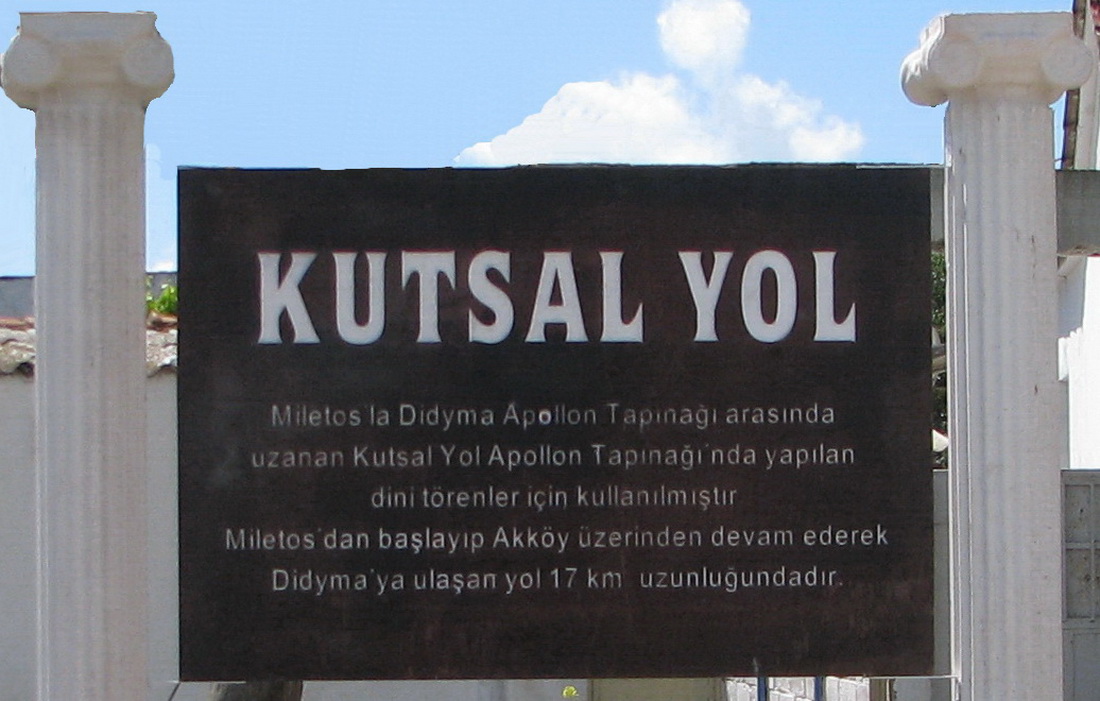 KUTSAL YOL
Miletos'la Didyma Apollon Tapınağı arasında
uzanan Kutsal Yol Apollon Tapınağı'nda yapılan
dini törenler için kullanılmıştır
Miletos'dan başlayıp Akköy üzerinden devam ederek
Didyma'ya ulaşan yol 17 km uzunluğundadır.